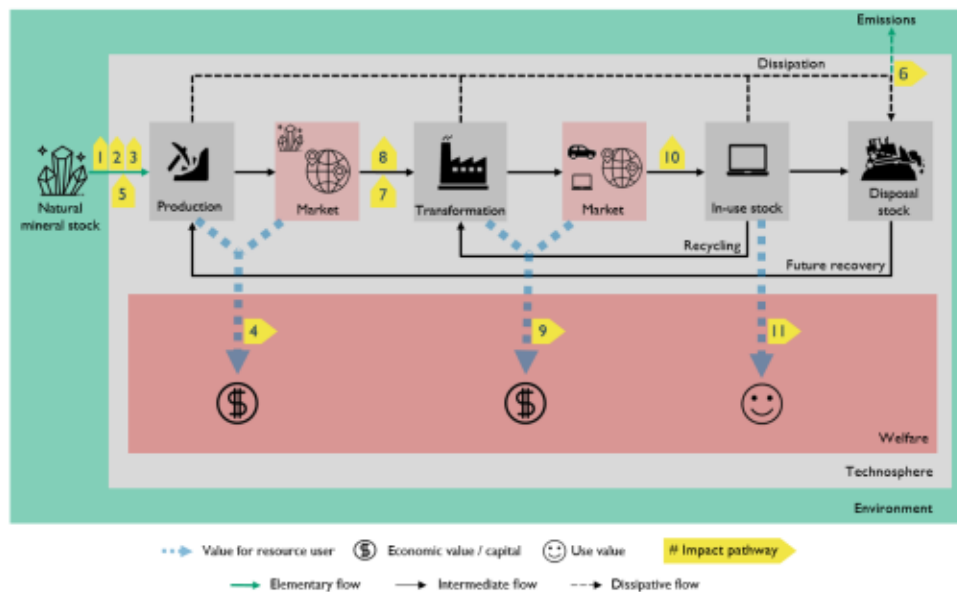 Emissions
Dissipation
6
1 2 3
8
10
5
7
Natural
mineral stock
Production
Market
Transformation
Market
In-use stock
Disposal
stock
Recycling
Future recovery
4
9
11
Welfare
Technosphere
Environment
Value for resource user
Economic value / capital
Use value
# Impact pathway
Elementary flow
Intermediate flow
Dissipative flow